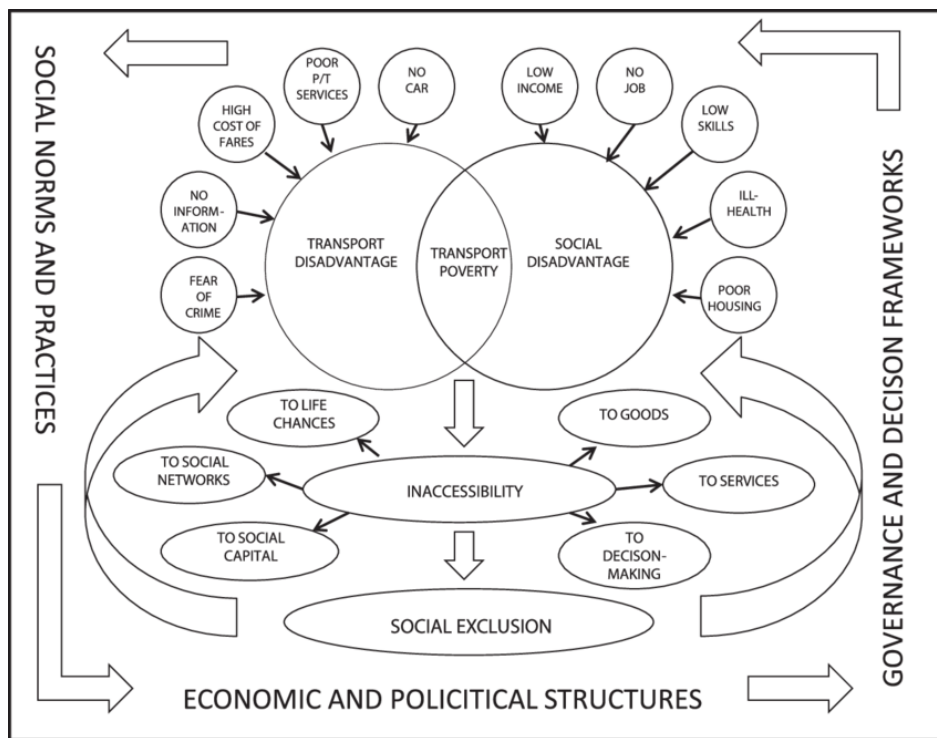 SOCIAL NORMS AND PRACTICES
POOR
P/T
SERVICES
NO
CAR
LOW
INCOME
NO
JOB
HIGH
COST OF
FARES
LOW
SKILLS
NO
INFORM-
ATION
ILL-
HEALTH
FEAR
OF
CRIME
POOR
HOUSING
TRANSPORT
DISADVANTAGE
TRANSPORT
POVERTY
SOCIAL
DISADVANTAGE
GOVERNANCE AND DECISON FRAMEWORKS
TO LIFE
CHANCES
TO GOODS
TO SOCIAL
NETWORKS
INACCESSIBILITY
TO SERVICES
TO SOCIAL
CAPITAL
TO
DECISON-
MAKING
SOCIAL EXCLUSION
ECONOMIC AND POLICITICAL STRUCTURES